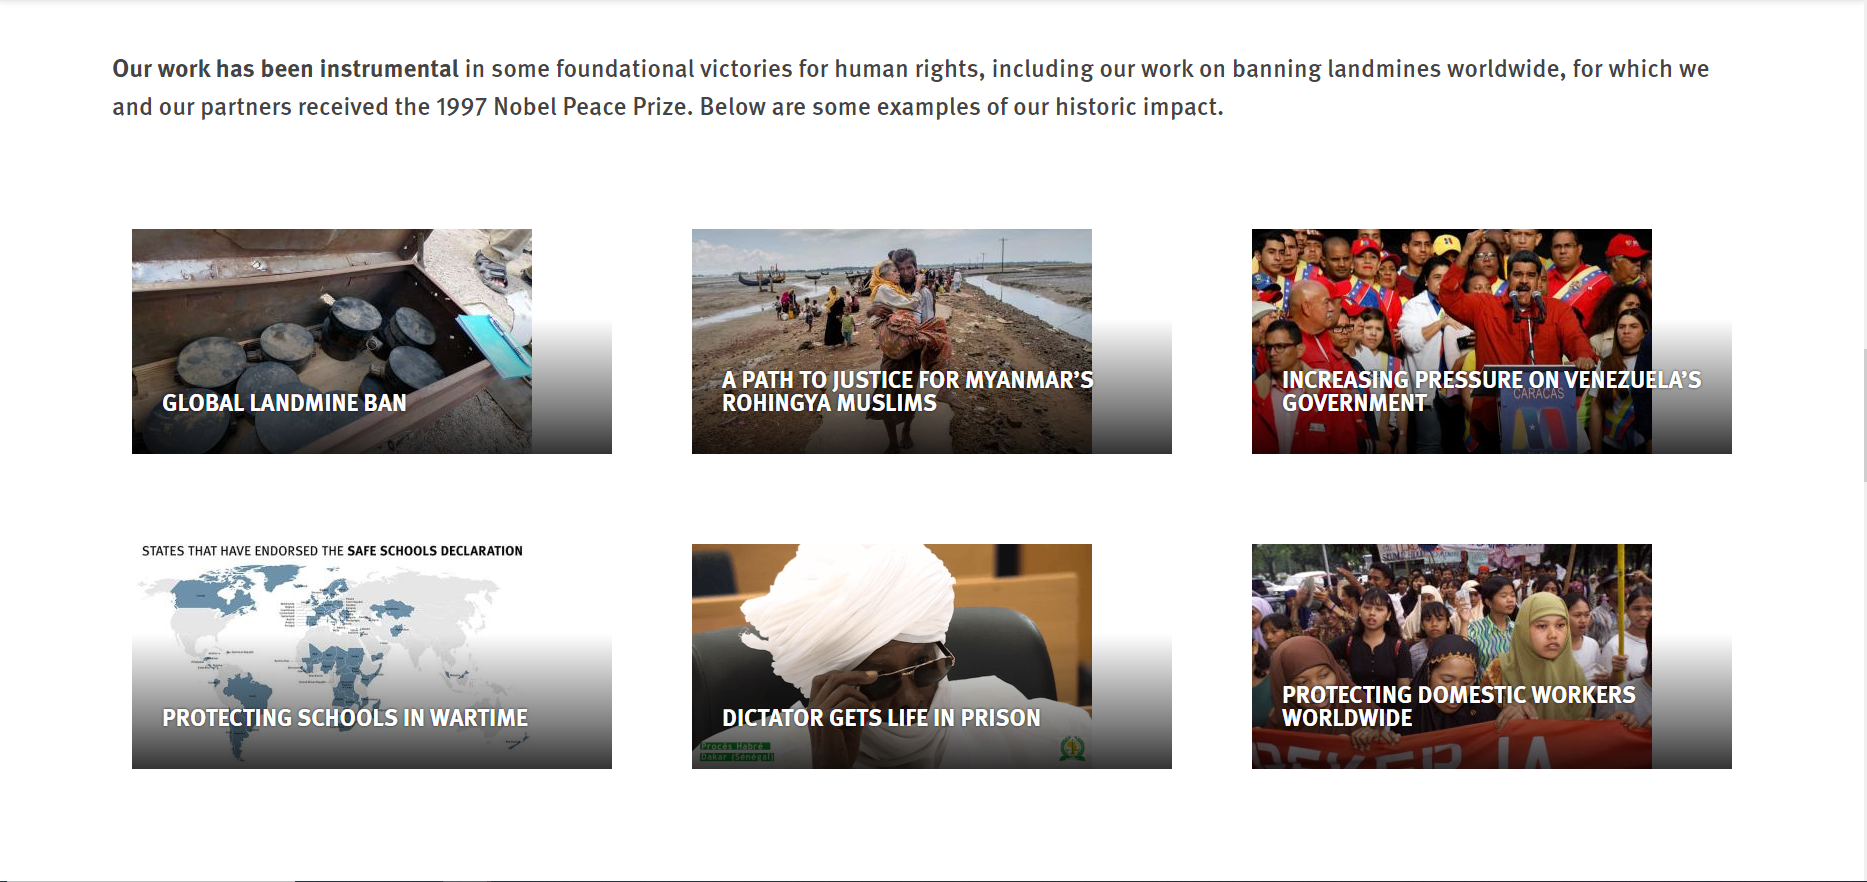 Our work has been instrumental in some foundational victories for human rights, including our work on banning landmines worldwide, for which we
and our partners received the 1997 Nobel Peace Prize. Below are some examples of our historic impact.
GLOBAL LANDMINE BAN
A PATH TO JUSTICE FOR MYANMAR’S
ROHINGYA MUSLIMS
INCREASING PRESSURE ON VENEZUELA’S
GOVERNMENT
CARACAS
STATES THAT HAVE ENDORSED THE SAFE SCHOOLS DECLARATION
PROTECTING SCHOOLS IN WARTIME
DICTATOR GETS LIFE IN PRISON
Procès Habré
Dakar (Sénégal)
PROTECTING DOMESTIC WORKERS
WORLDWIDE